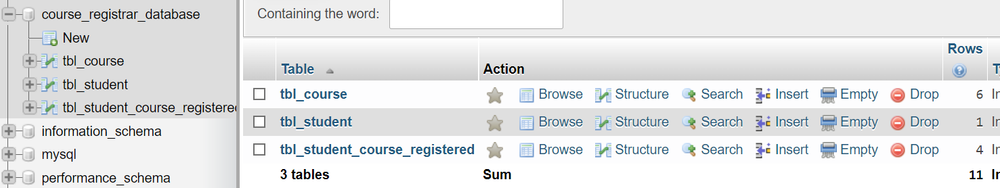 course_registrar_database
New
tbl_course
tbl_student
tbl_student_course_registered
information_schema
mysql
performance_schema
Containing the word:
Table Action Rows
tbl_course Browse Structure Search Insert Empty Drop 6
tbl_student Browse Structure Search Insert Empty Drop 1
tbl_student_course_registered Browse Structure Search Insert Empty Drop 4
3 tables Sum 11